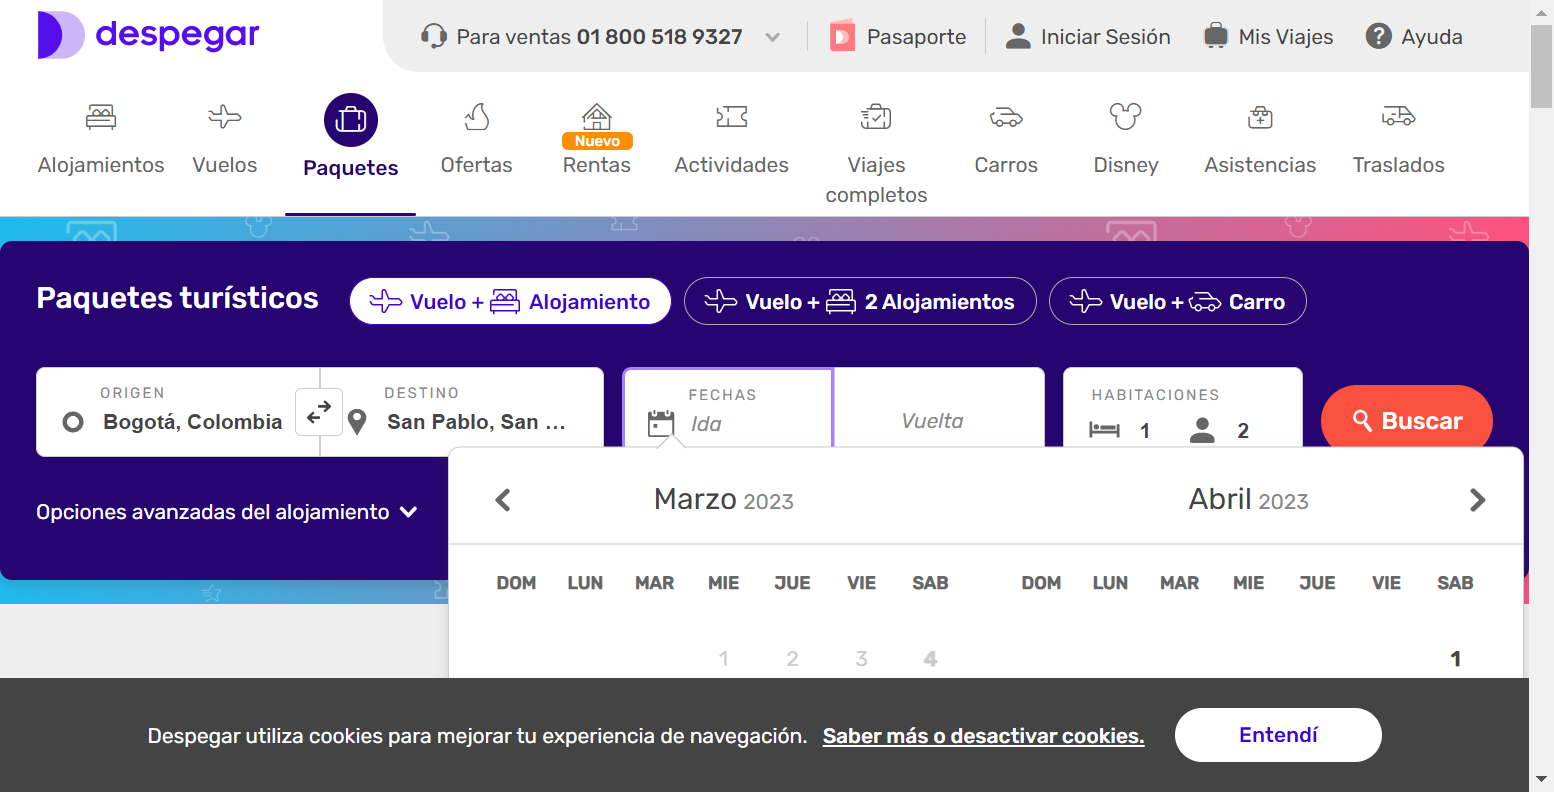 despegar
Para ventas 01 800 518 9327
Pasaporte
Iniciar Sesión
Mis Viajes
Ayuda
Alojamientos
Vuelos
Paquetes
Ofertas
Nuevo
Rentas
Actividades
Viajes
completos
Carros
Disney
Asistencias
Traslados
Paquetes turísticos
Vuelo + Alojamiento
Vuelo + 2 Alojamientos
Vuelo + Carro
ORIGEN
Bogotá, Colombia
DESTINO
San Pablo, San ...
FECHAS
Ida
Vuelta
HABITACIONES
1 2
Buscar
Opciones avanzadas del alojamiento
Marzo 2023
DOM LUN MAR MIE JUE VIE SAB
1 2 3 4
Abril 2023
DOM LUN MAR MIE JUE VIE SAB
1
Despegar utiliza cookies para mejorar tu experiencia de navegación. Saber más o desactivar cookies.
Entendí